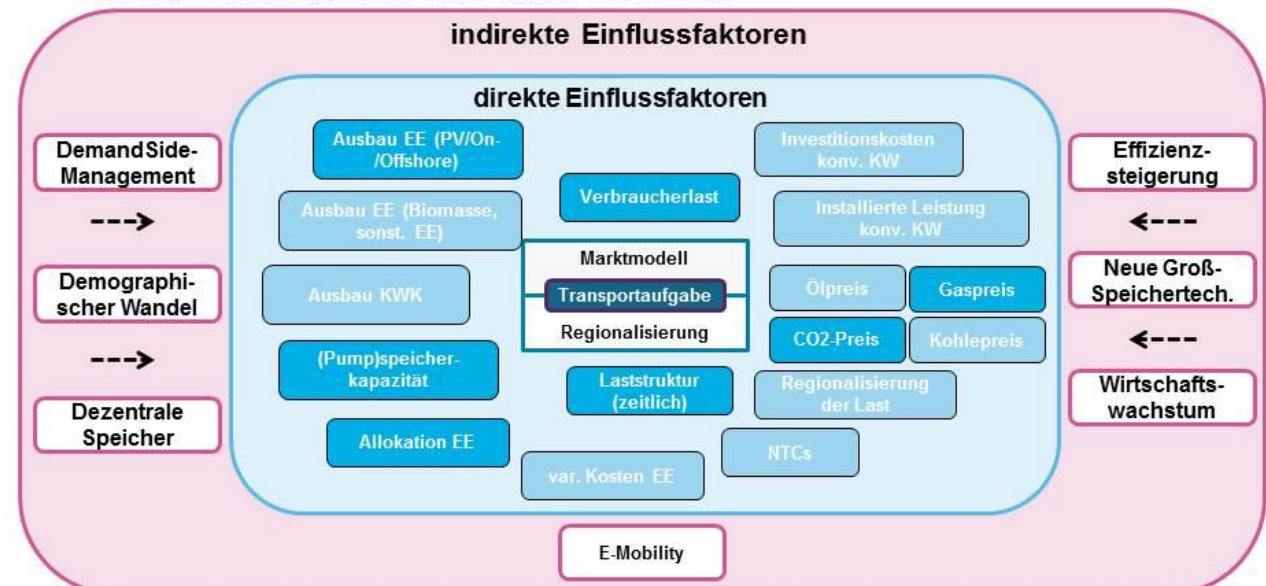 indirekte Einflussfaktoren
direkte Einflussfaktoren
Demand Side-
Management
Demographi-
scher Wandel
Dezentrale
Speicher
Ausbau EE (PV/On-
/Offshore)
Ausbau EE (Biomasse,
sonst. EE)
Ausbau KWK
(Pump)speicher-
kapazität
Allokation EE
Verbraucherlast
Marktmodell
Transportaufgabe
Regionalisierung
Laststruktur
(zeitlich)
var. Kosten EE
Investitionskosten
konv. KW
Installierte Leistung
konv. KW
Ölpreis
Gaspreis
CO2-Preis
Kohlepreis
Regionalisierung
der Last
NTCs
Effizienz-
steigerung
Neue Groß-
Speichertech.
Wirtschafts-
wachstum
E-Mobility